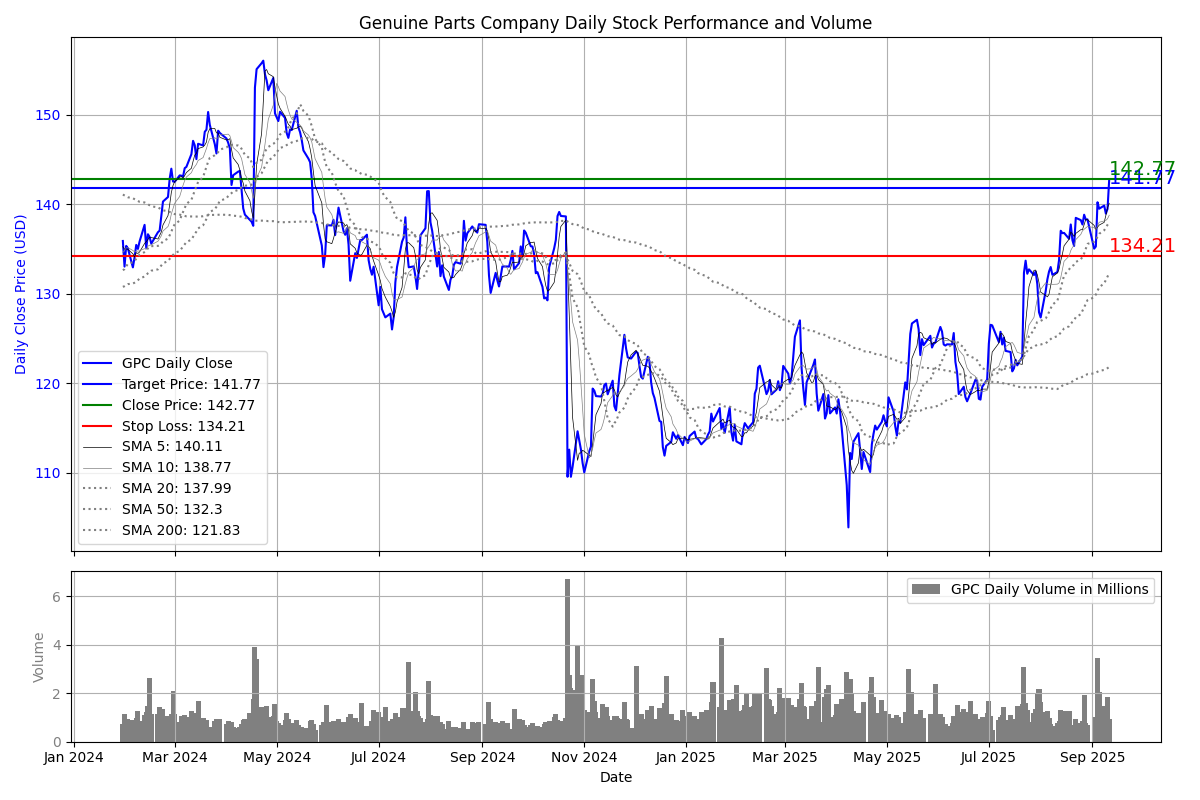 Genuine Parts Company Daily Stock Performance and Volume
Daily Close Price (USD)
150
140
130
120
110
142.77
141.77
134.21
GPC Daily Close
Target Price: 141.77
Close Price: 142.77
Stop Loss: 134.21
SMA 5: 140.11
SMA 10: 138.77
SMA 20: 137.99
SMA 50: 132.3
SMA 200: 121.83
Volume
6
4
2
0
GPC Daily Volume in Millions
Jan 2024 Mar 2024 May 2024 Jul 2024 Sep 2024 Nov 2024 Jan 2025 Mar 2025 May 2025 Jul 2025 Sep 2025
Date